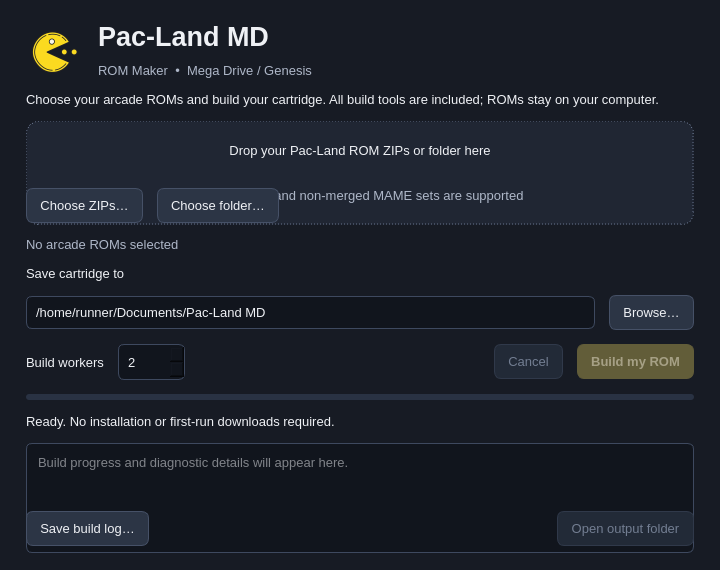 Pac-Land MD
ROM Maker • Mega Drive / Genesis
Choose your arcade ROMs and build your cartridge. All build tools are included; ROMs stay on your computer.
Drop your Pac-Land ROM ZIPs or folder here
and non-merged MAME sets are supported
Choose ZIPs… Choose folder…
No arcade ROMs selected
Save cartridge to
/home/runner/Documents/Pac-Land MD Browse…
Build workers 2 Cancel Build my ROM
Ready. No installation or first-run downloads required.
Build progress and diagnostic details will appear here.
Save build log… Open output folder